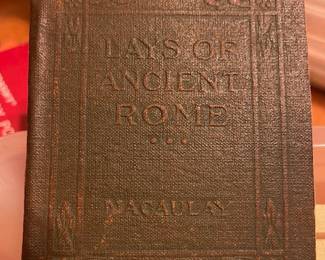 LAYS OF
ANCIENT
ROME
MACAULAY